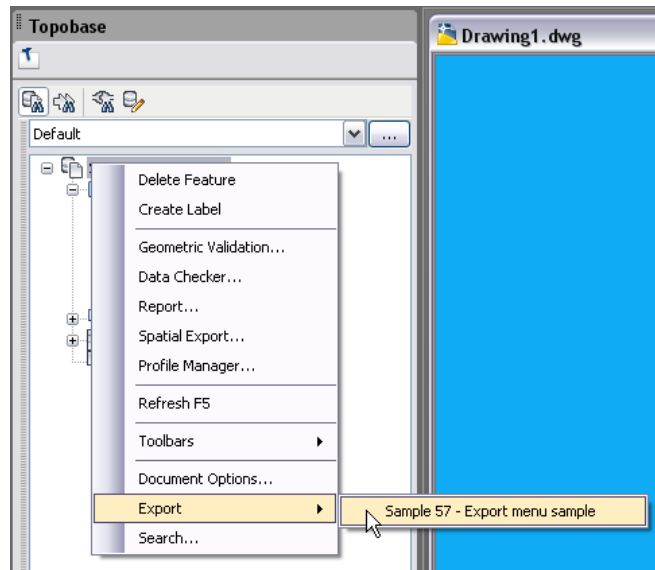 Topobase
Drawing1.dwg
Default
...
Delete Feature
Create Label
Geometric Validation...
Data Checker...
Report...
Spatial Export...
Profile Manager...
Refresh F5
Toolbars
Document Options...
Export
Sample 57 - Export menu sample
Search...